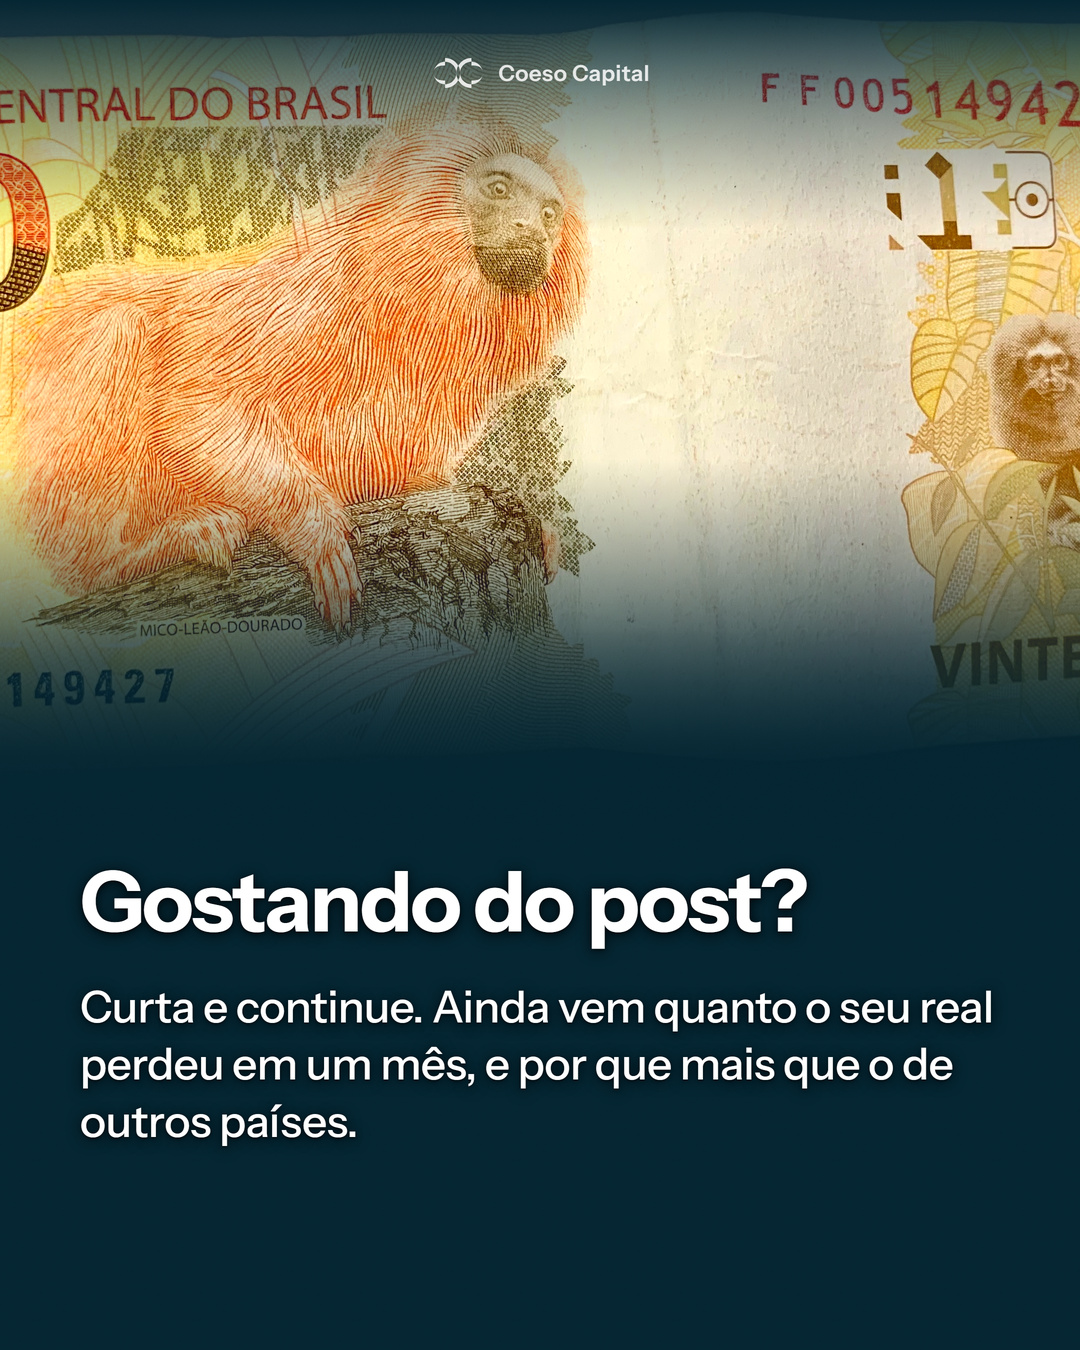 Coeso Capital
ENTRAL DO BRASIL
FF005149427
MICO-LEÃO-DOURADO
149427
VINTE
Gostando do post?
Curta e continue. Ainda vem quanto o seu real
perdeu em um mês, e por que mais que o de
outros países.